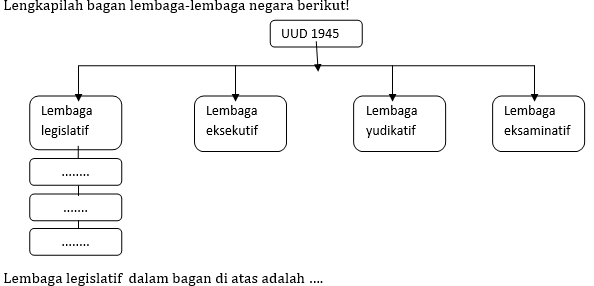 Lengkapilah bagan lembaga-lembaga negara berikut!
UUD 1945
Lembaga
legislatif
Lembaga
eksekutif
Lembaga
yudikatif
Lembaga
eksaminatif
........
.......
........
Lembaga legislatif dalam bagan di atas adalah ....